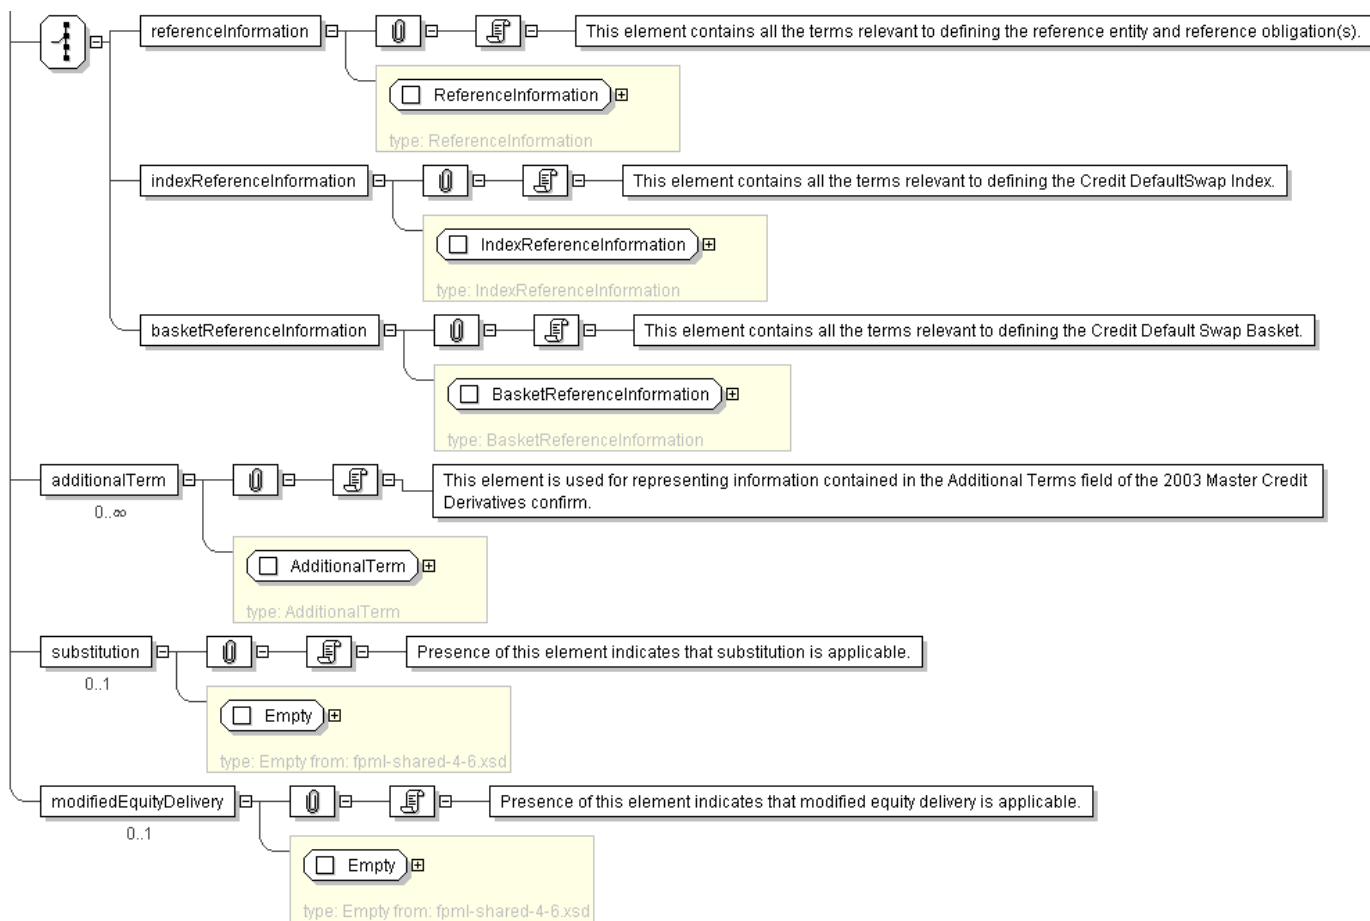 referenceInformation
This element contains all the terms relevant to defining the reference entity and reference obligation(s).
ReferenceInformation
type: ReferenceInformation
indexReferenceInformation
This element contains all the terms relevant to defining the Credit DefaultSwap Index.
IndexReferenceInformation
type: IndexReferenceInformation
basketReferenceInformation
This element contains all the terms relevant to defining the Credit Default Swap Basket.
BasketReferenceInformation
type: BasketReferenceInformation
additionalTerm
0..∞
This element is used for representing information contained in the Additional Terms field of the 2003 Master Credit
Derivatives confirm.
AdditionalTerm
type: AdditionalTerm
substitution
0..1
Presence of this element indicates that substitution is applicable.
Empty
type: Empty from: fpml-shared-4-6.xsd
modifiedEquityDelivery
0..1
Presence of this element indicates that modified equity delivery is applicable.
Empty
type: Empty from: fpml-shared-4-6.xsd